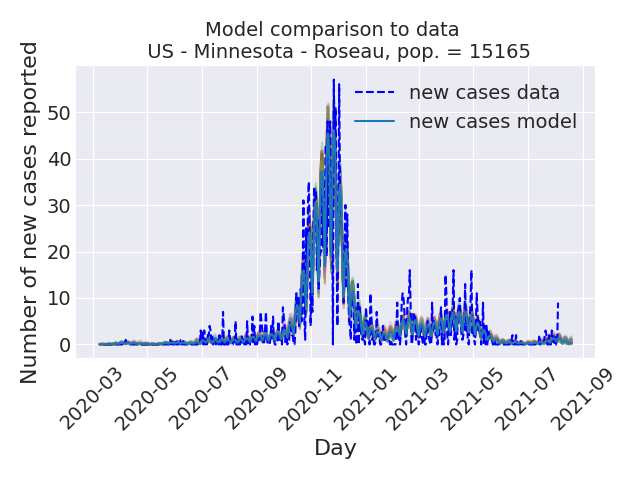 Model comparison to data
US - Minnesota - Roseau, pop. = 15165
Number of new cases reported
50
40
30
20
10
0
new cases data
new cases model
2020-03
2020-05
2020-07
2020-09
2020-11
2021-01
2021-03
2021-05
2021-07
2021-09
Day